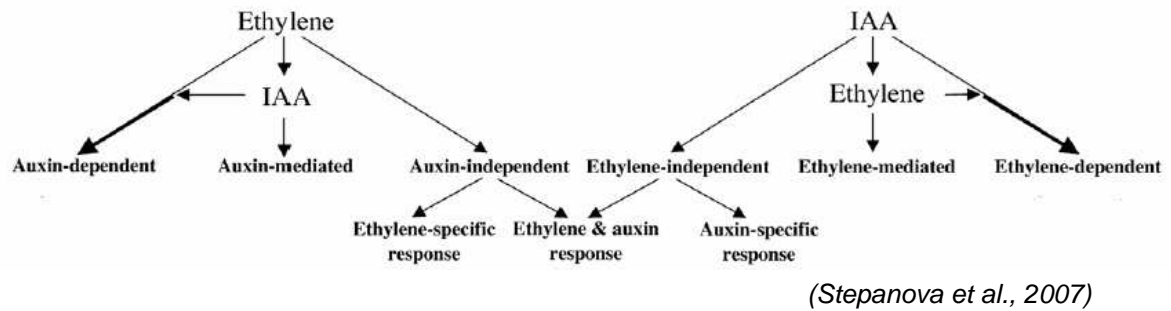 Ethylene IAA
IAA Ethylene
Auxin-dependent Auxin-mediated Auxin-independent Ethylene-independent Ethylene-mediated Ethylene-dependent
Ethylene-specific Ethylene & auxin Auxin-specific
response response response
(Stepanova et al., 2007)